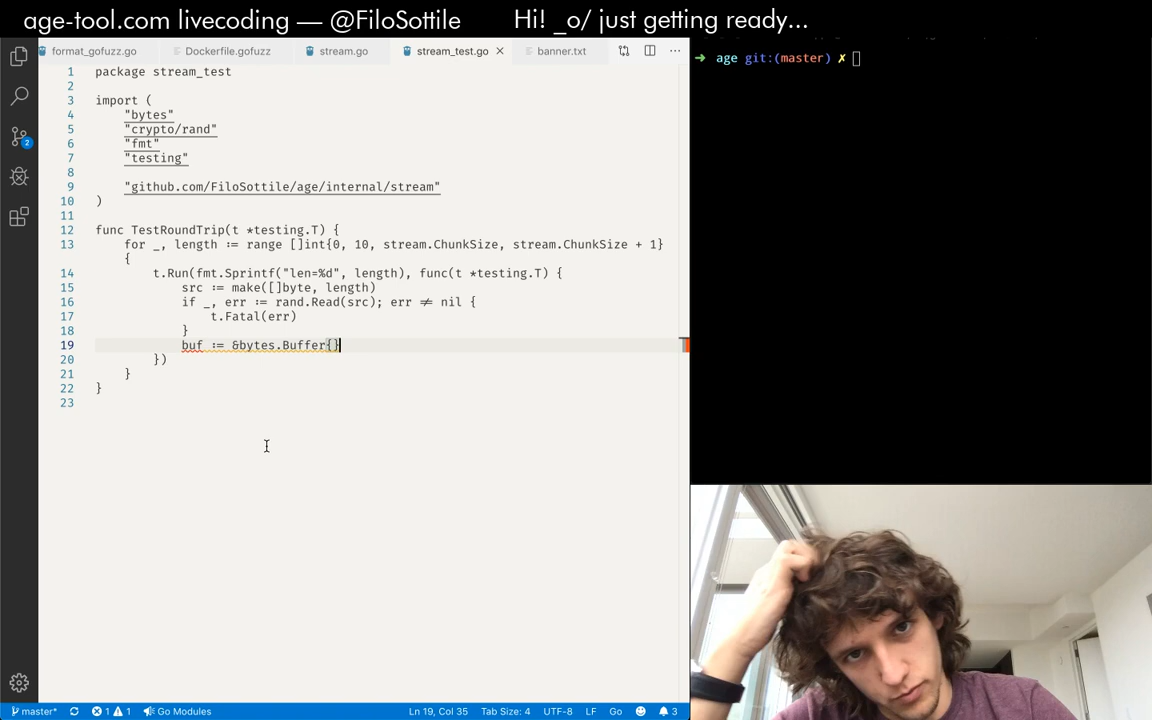 age-tool.com livecoding — @FiloSottile Hi! _o/ just getting ready...
format_gofuzz.go Dockerfile.gofuzz stream.go stream_test.go banner.txt
➜ age git:(master) ✗
1 package stream_test
2
3 import (
4 "bytes"
5 "crypto/rand"
6 "fmt"
7 "testing"
8
9 "github.com/FiloSottile/age/internal/stream"
10 )
11
12 func TestRoundTrip(t *testing.T) {
13 for _, length := range []int{0, 10, stream.ChunkSize, stream.ChunkSize + 1}
{
14 t.Run(fmt.Sprintf("len=%d", length), func(t *testing.T) {
15 src := make([]byte, length)
16 if _, err := rand.Read(src); err ≠ nil {
17 t.Fatal(err)
18 }
19 buf := &bytes.Buffer{}
20 })
21 }
22 }
23
2
master* 1 1 Go Modules Ln 19, Col 35 Tab Size: 4 UTF-8 LF Go 3